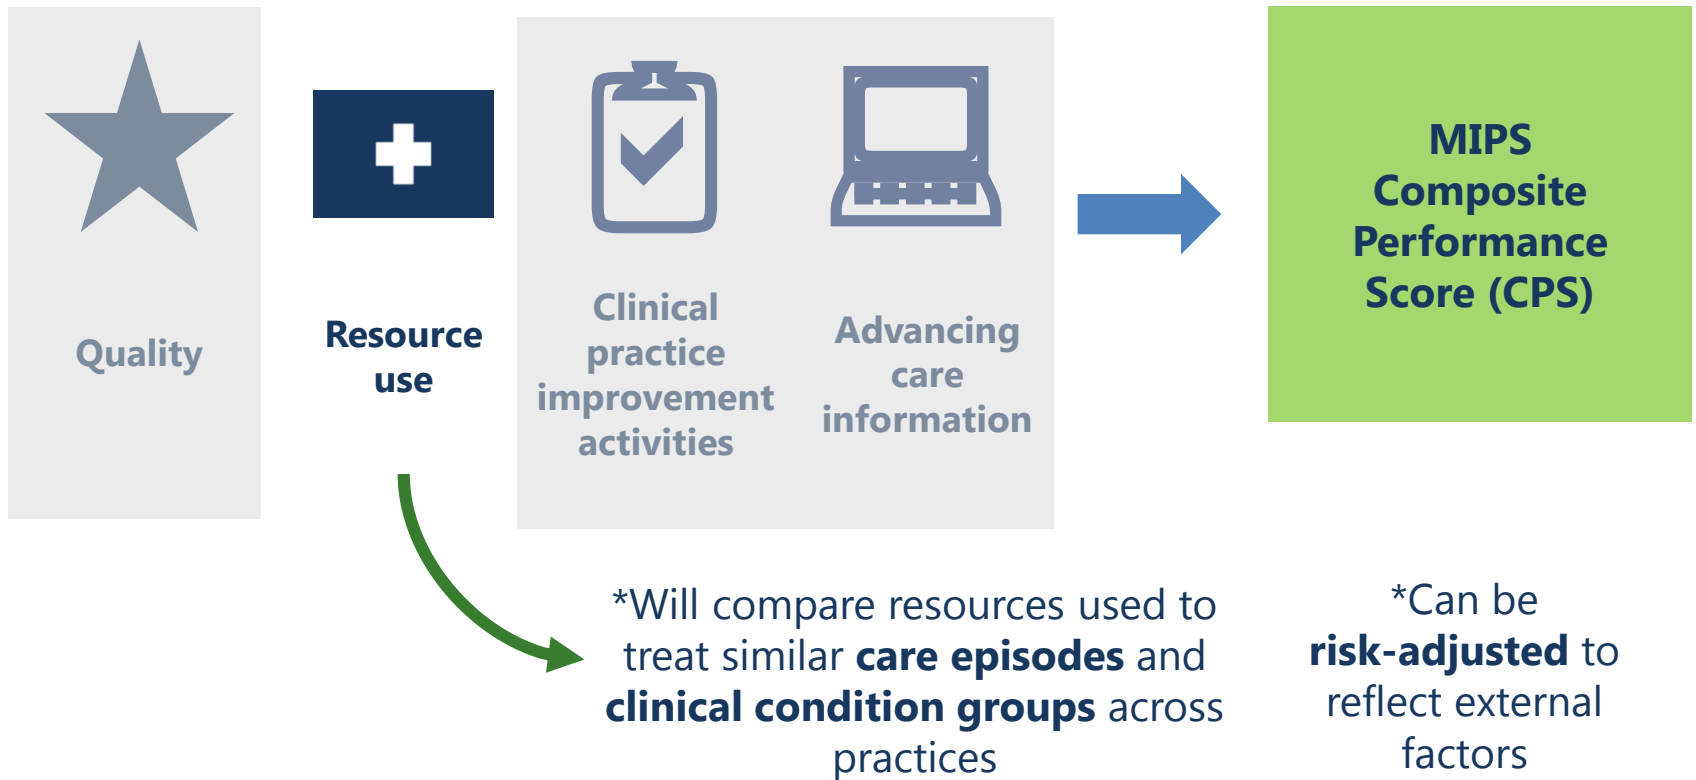 Quality
Resource
use
Clinical
practice
improvement
activities
Advancing
care
information
MIPS
Composite
Performance
Score (CPS)
*Will compare resources used to
treat similar care episodes and
clinical condition groups across
practices
*Can be
risk-adjusted to
reflect external
factors